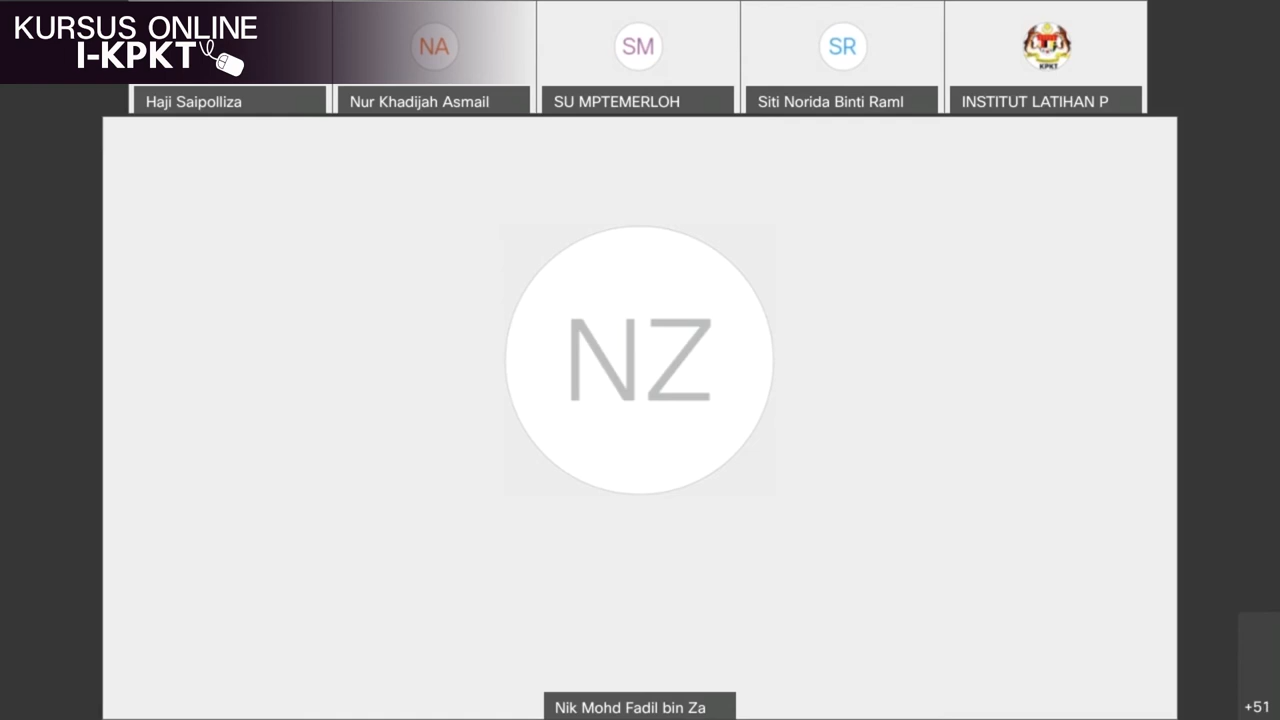 KURSUS ONLINE
I-KPKT
NA
SM
SR
KPKT
Haji Saipolliza
Nur Khadijah Asmail
SU MPTEMERLOH
Siti Norida Binti Raml
INSTITUT LATIHAN P
NZ
Nik Mohd Fadil bin Za
+51